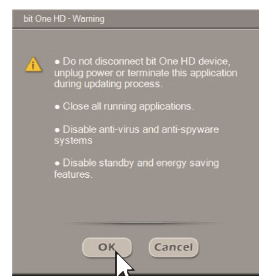 bit One HD - Warning
● Do not disconnect bit One HD device,
unplug power or terminate this application
during updating process.
● Close all running applications.
● Disable anti-virus and anti-spyware
systems
● Disable standby and energy saving
features.
OK Cancel